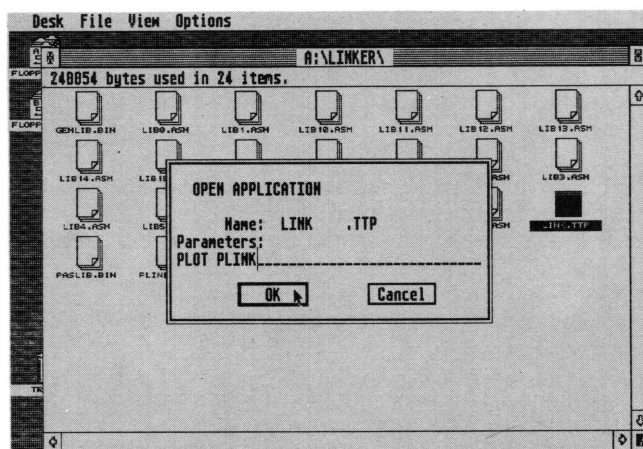 Desk File View Options
A:\LINKER\
FLOPP
248054 bytes used in 24 items.
FLOPP
GEMLIB.BIN LIB0.ASM LIB1.ASM LIB10.ASM LIB11.ASM LIB12.ASM LIB13.ASM
LIB14.ASM LIB3.ASM
OPEN APPLICATION
Name: LINK .TTP
LIB4.ASM LINK.TTP
Parameters:
PLOT PLINK
PASLIB.BIN
OK Cancel
TR